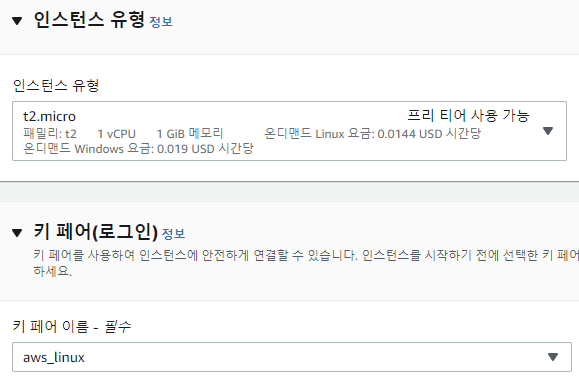 인스턴스 유형 정보
인스턴스 유형
t2.micro 프리 티어 사용 가능
패밀리: t2 1 vCPU 1 GiB 메모리 온디맨드 Linux 요금: 0.0144 USD 시간당
온디맨드 Windows 요금: 0.019 USD 시간당
키 페어(로그인) 정보
키 페어를 사용하여 인스턴스에 안전하게 연결할 수 있습니다. 인스턴스를 시작하기 전에 선택한 키 페어
하세요.
키 페어 이름 - 필수
aws_linux